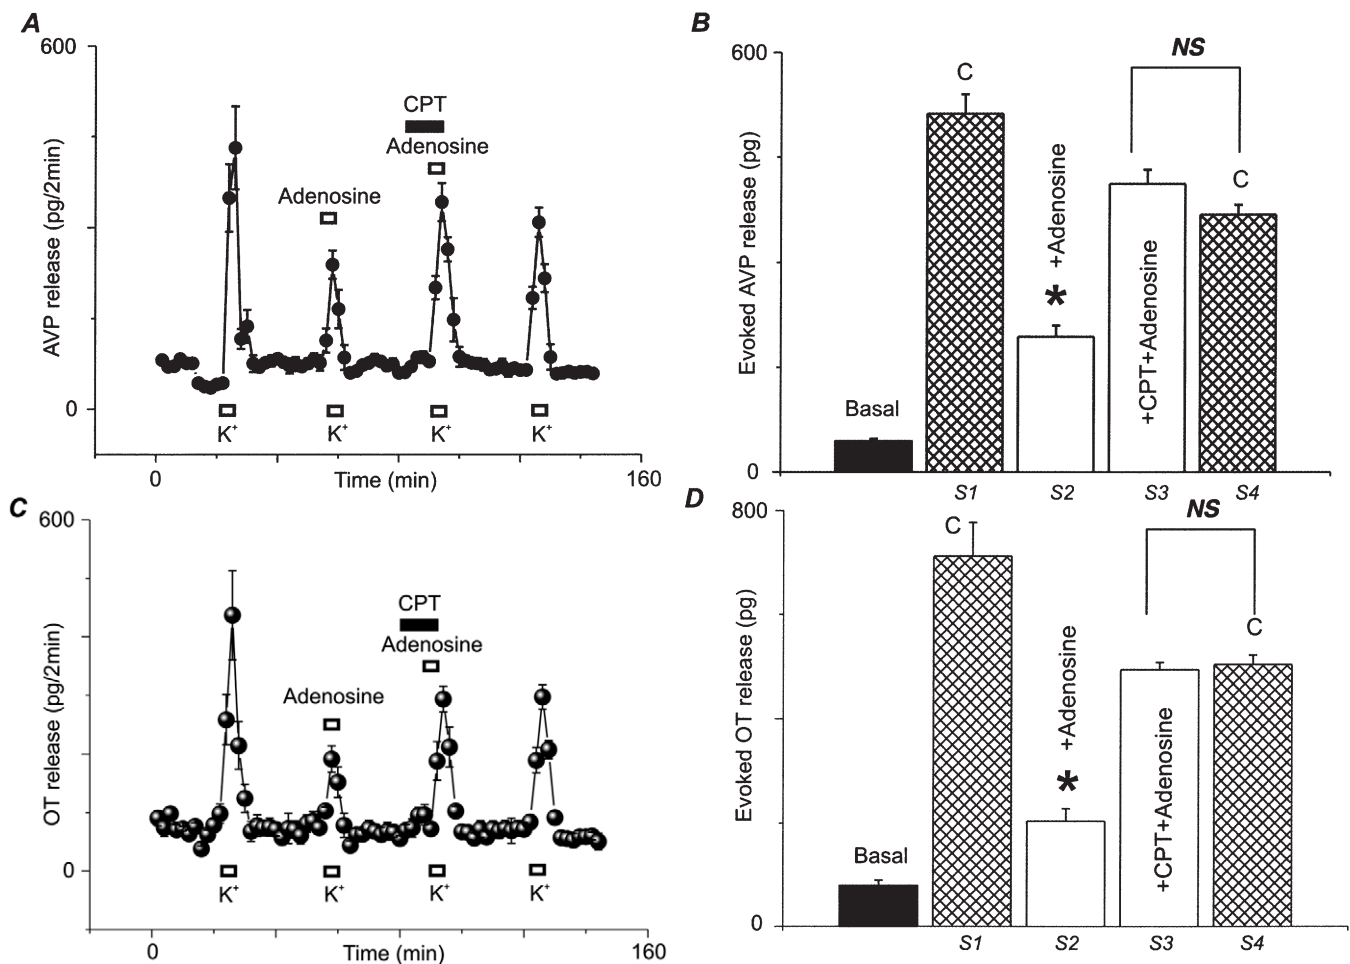 A
600
AVP release (pg/2min)
0
CPT
Adenosine
Adenosine
K+
K+
K+
K+
0
Time (min)
160
B
600
Evoked AVP release (pg)
0
NS
C
+Adenosine
*
C
Basal
+CPT+Adenosine
S1
S2
S3
S4
C
600
OT release (pg/2min)
0
CPT
Adenosine
Adenosine
K+
K+
K+
K+
0
Time (min)
160
D
800
Evoked OT release (pg)
0
NS
C
+Adenosine
*
C
Basal
+CPT+Adenosine
S1
S2
S3
S4